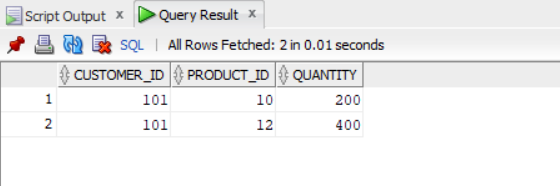 Script Output x Query Result x
SQL | All Rows Fetched: 2 in 0.01 seconds
CUSTOMER_ID PRODUCT_ID QUANTITY
1 101 10 200
2 101 12 400